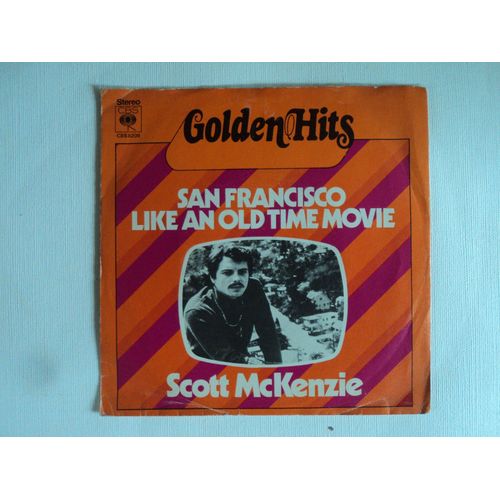 Stereo
CBS
Golden Hits
SAN FRANCISCO
LIKE AN OLD TIME MOVIE
Scott McKenzie